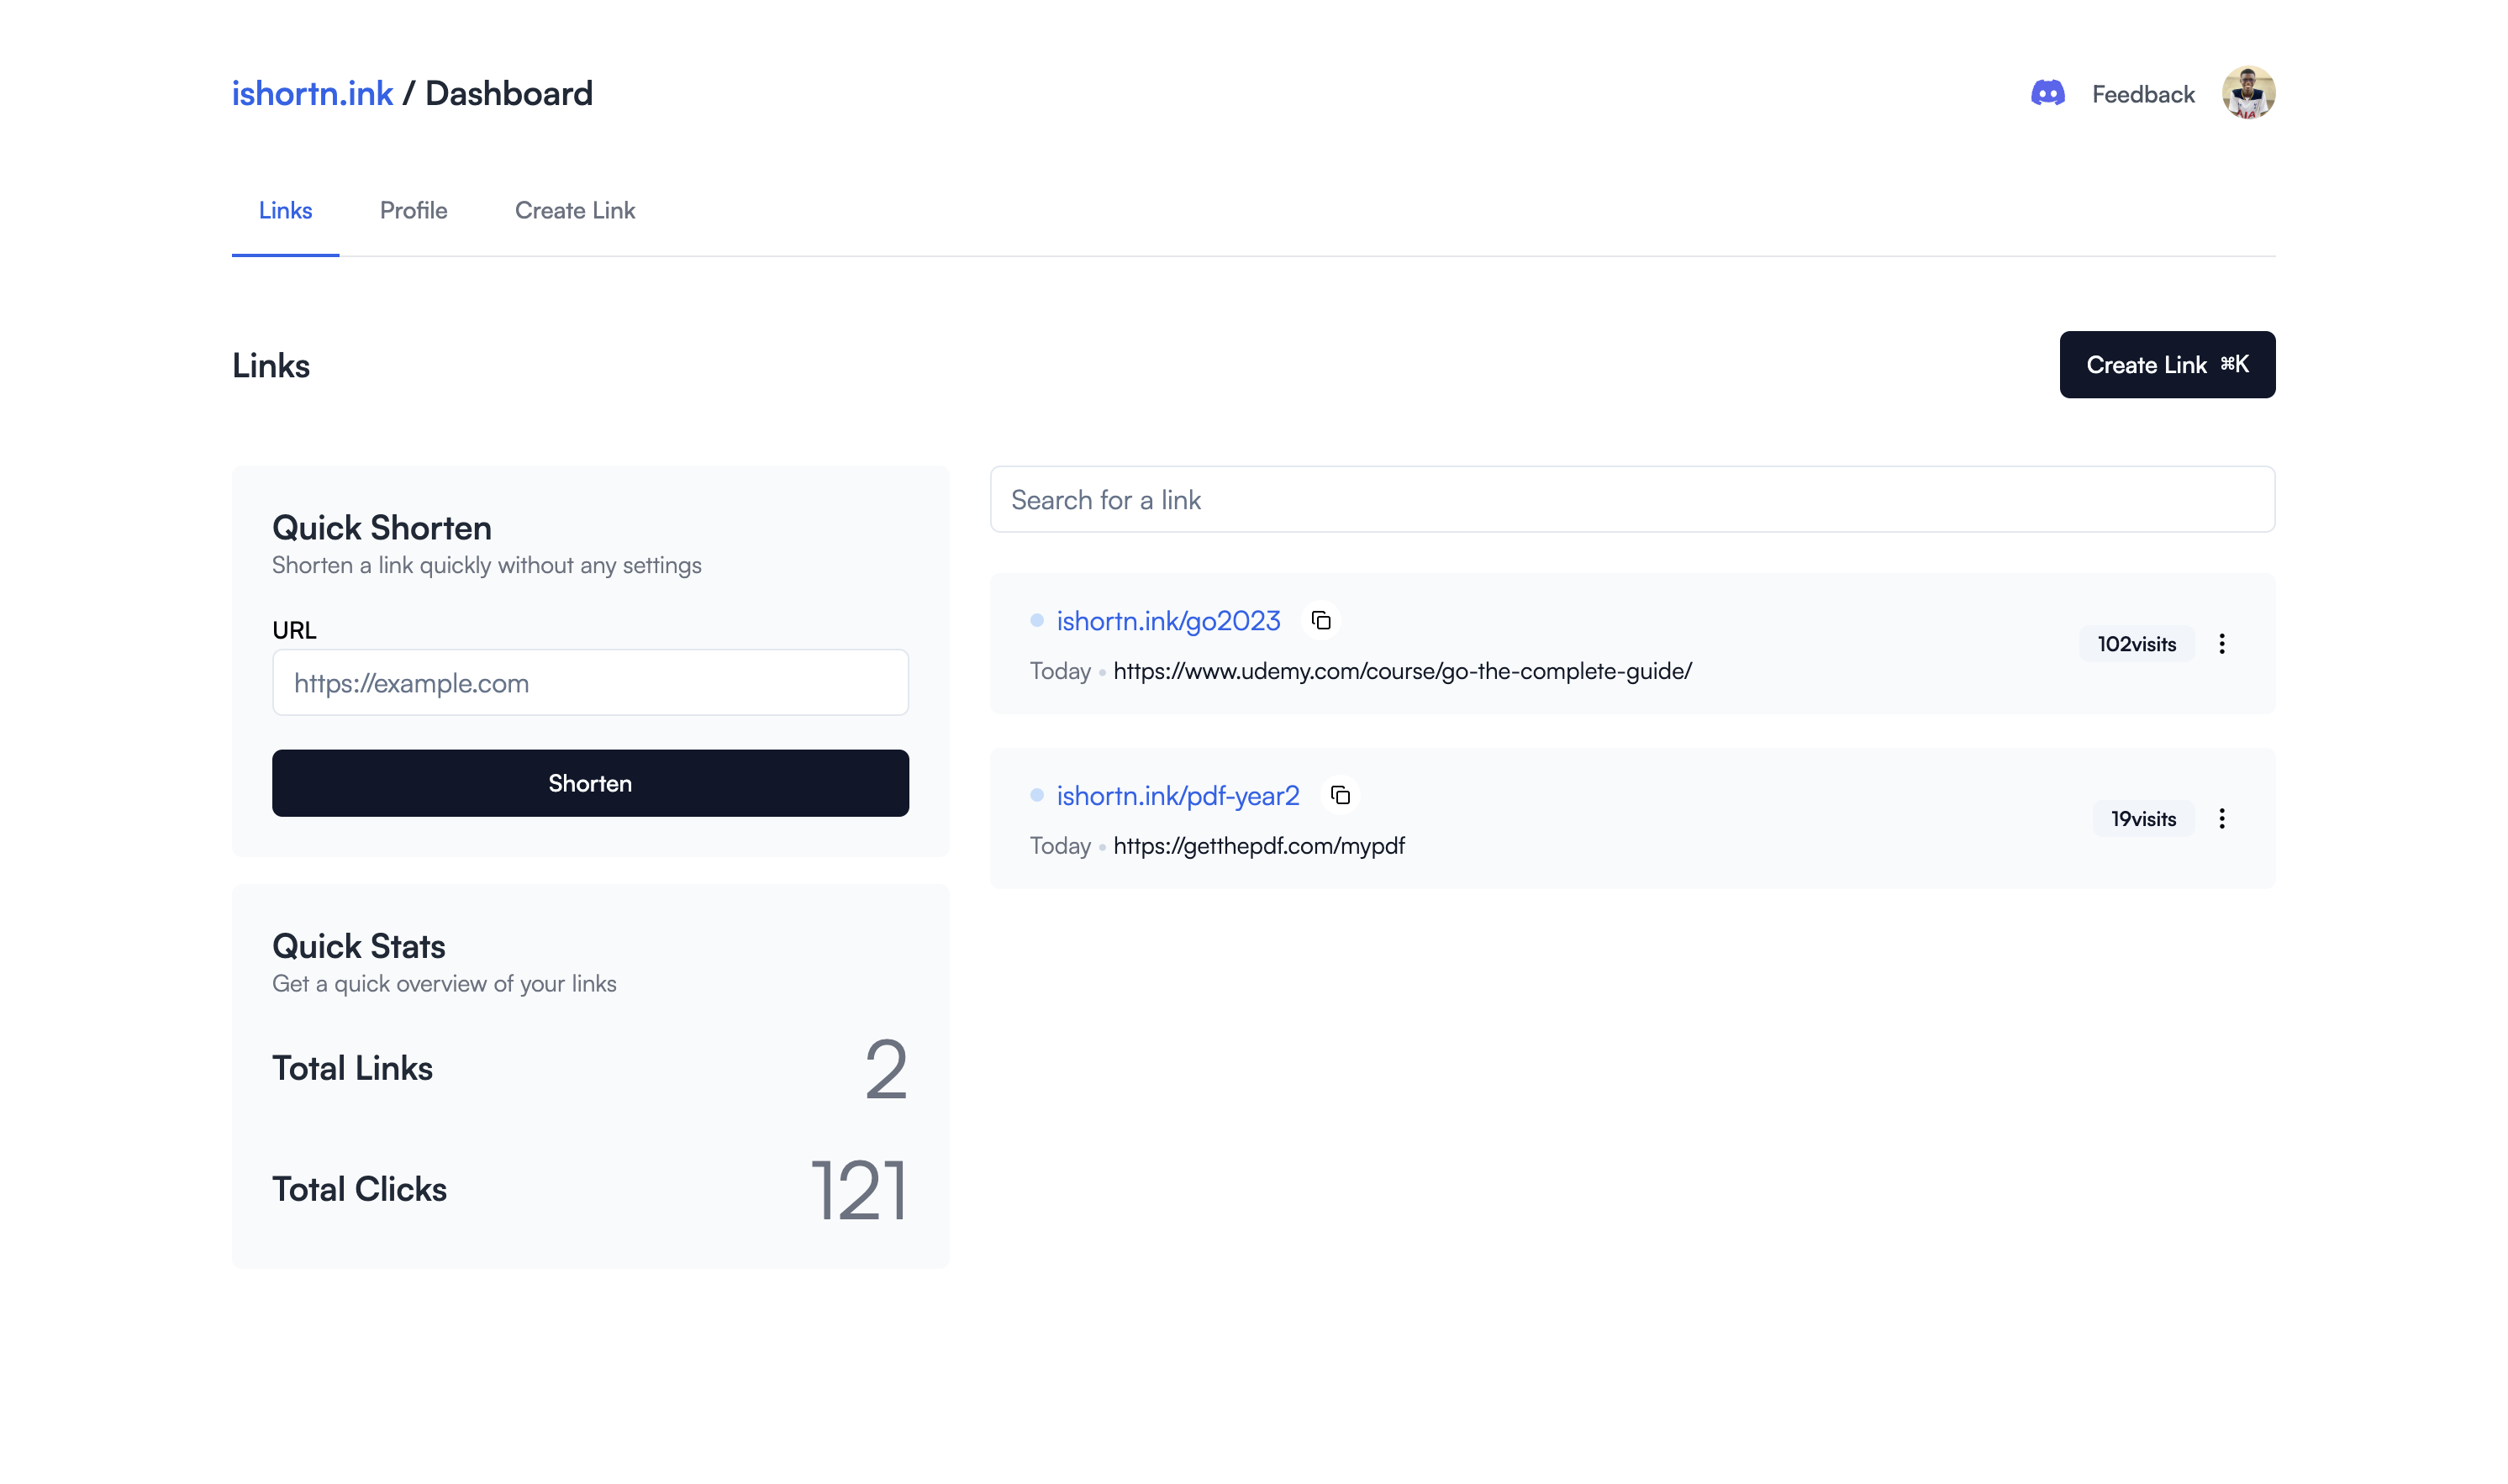 ishortn.ink / Dashboard
Feedback
Links
Profile
Create Link
Links
Create Link ⌘K
Quick Shorten
Shorten a link quickly without any settings
URL
https://example.com
Shorten
Quick Stats
Get a quick overview of your links
Total Links
2
Total Clicks
121
Search for a link
ishortn.ink/go2023
Today • https://www.udemy.com/course/go-the-complete-guide/
102visits
ishortn.ink/pdf-year2
Today • https://getthepdf.com/mypdf
19visits